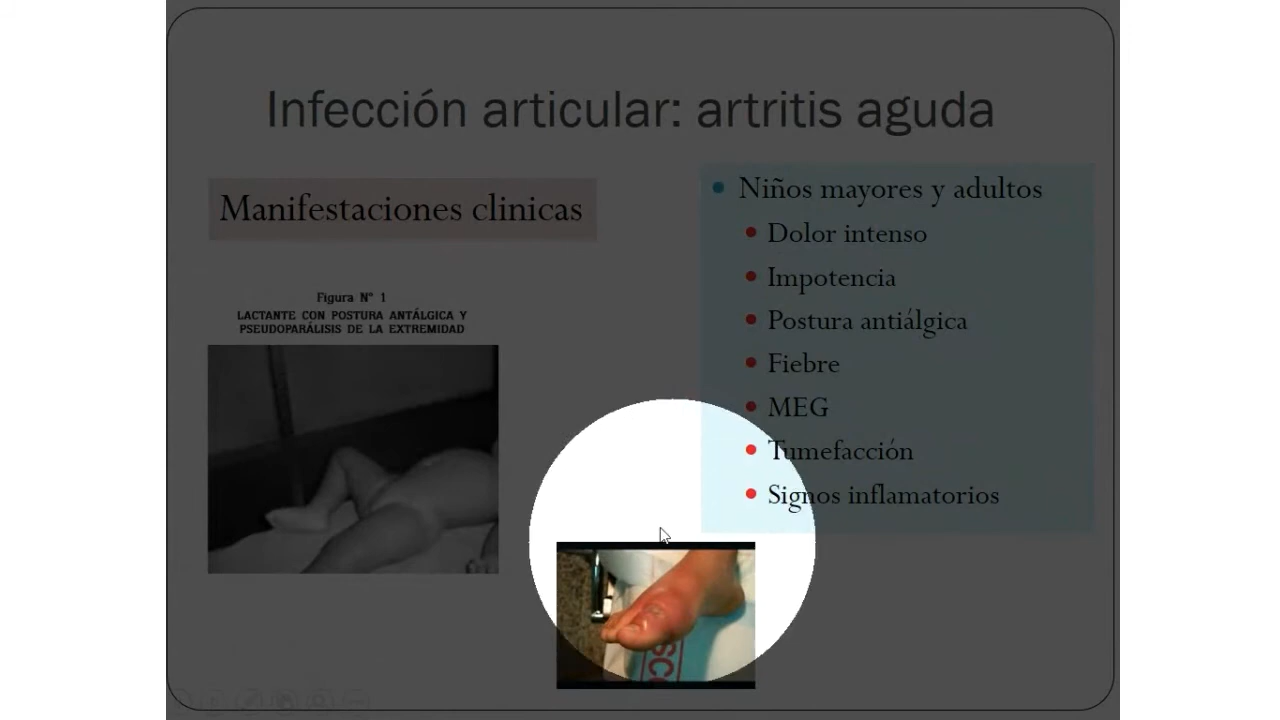 Infección articular: artritis aguda
Manifestaciones clinicas
Figura N° 1
LACTANTE CON POSTURA ANTÁLGICA Y
PSEUDOPARÁLISIS DE LA EXTREMIDAD
Niños mayores y adultos
Dolor intenso
Impotencia
Postura antiálgica
Fiebre
MEG
Tumefacción
Signos inflamatorios